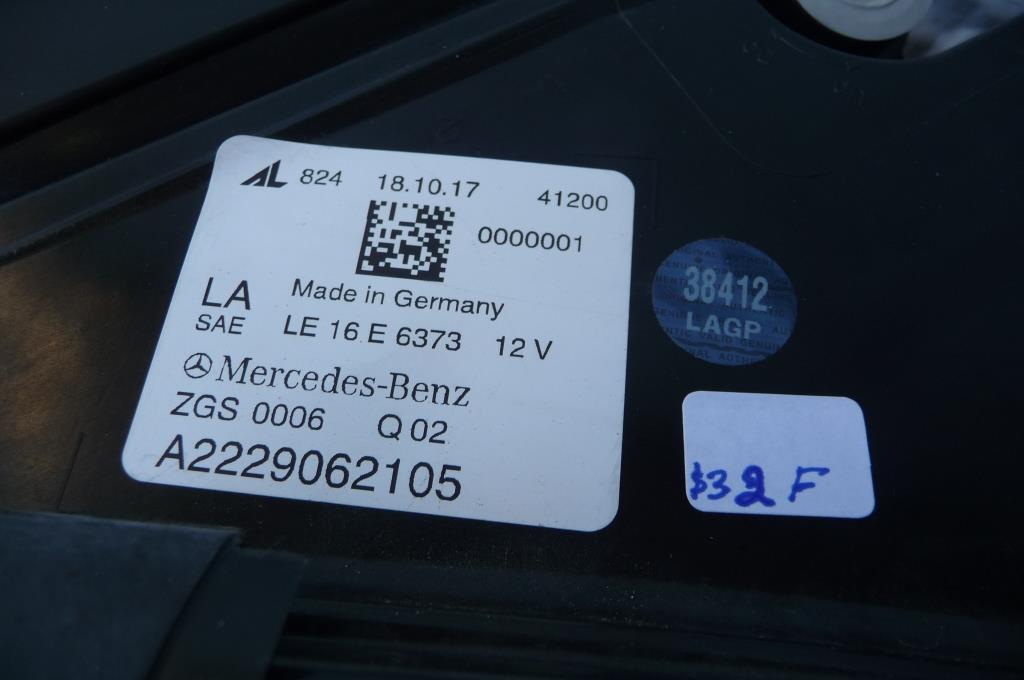 AL 824 18.10.17 41200
0000001
Made in Germany
LA
SAE LE 16 E 6373 12 V
Mercedes-Benz
ZGS 0006 Q 02
A2229062105
38412
LAGP
$32 F